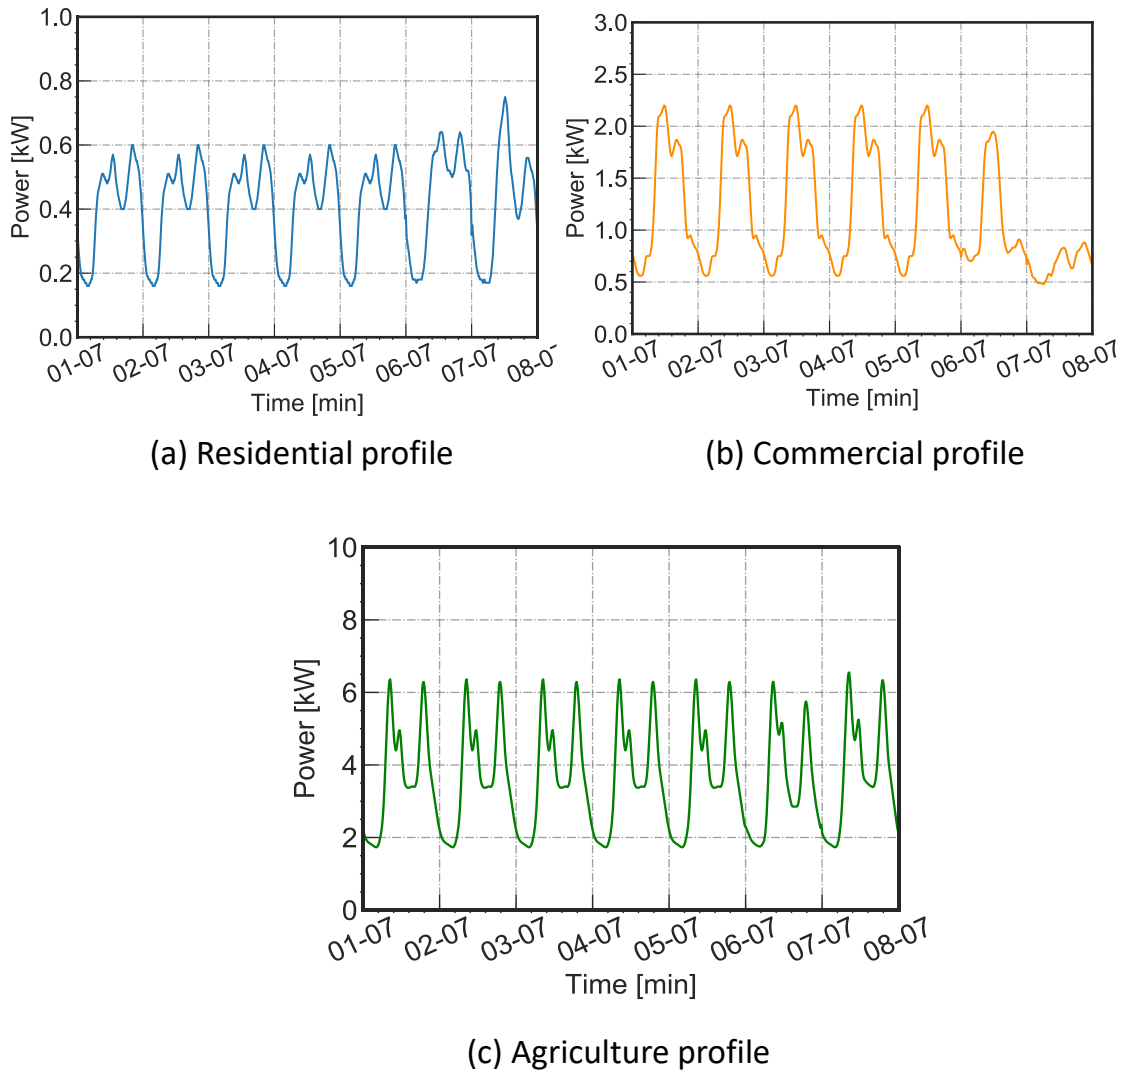 1.0
0.8
0.6
0.4
0.2
0.0
Power [kW]
01-07 02-07 03-07 04-07 05-07 06-07 07-07 08-0
Time [min]
(a) Residential profile
3.0
2.5
2.0
1.5
1.0
0.5
0.0
Power [kW]
01-07 02-07 03-07 04-07 05-07 06-07 07-07 08-07
Time [min]
(b) Commercial profile
10
8
6
4
2
0
Power [kW]
01-07 02-07 03-07 04-07 05-07 06-07 07-07 08-07
Time [min]
(c) Agriculture profile